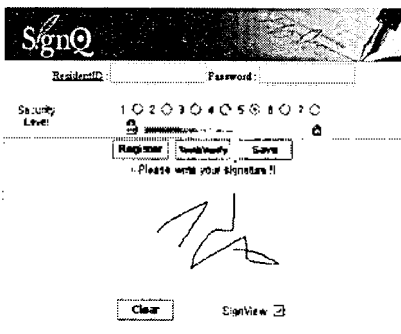 SignQ
ResidentID : Password :
Security 1 2 3 4 5 6 7
Level
Register Save
Please write your signature !!
Clear SignView